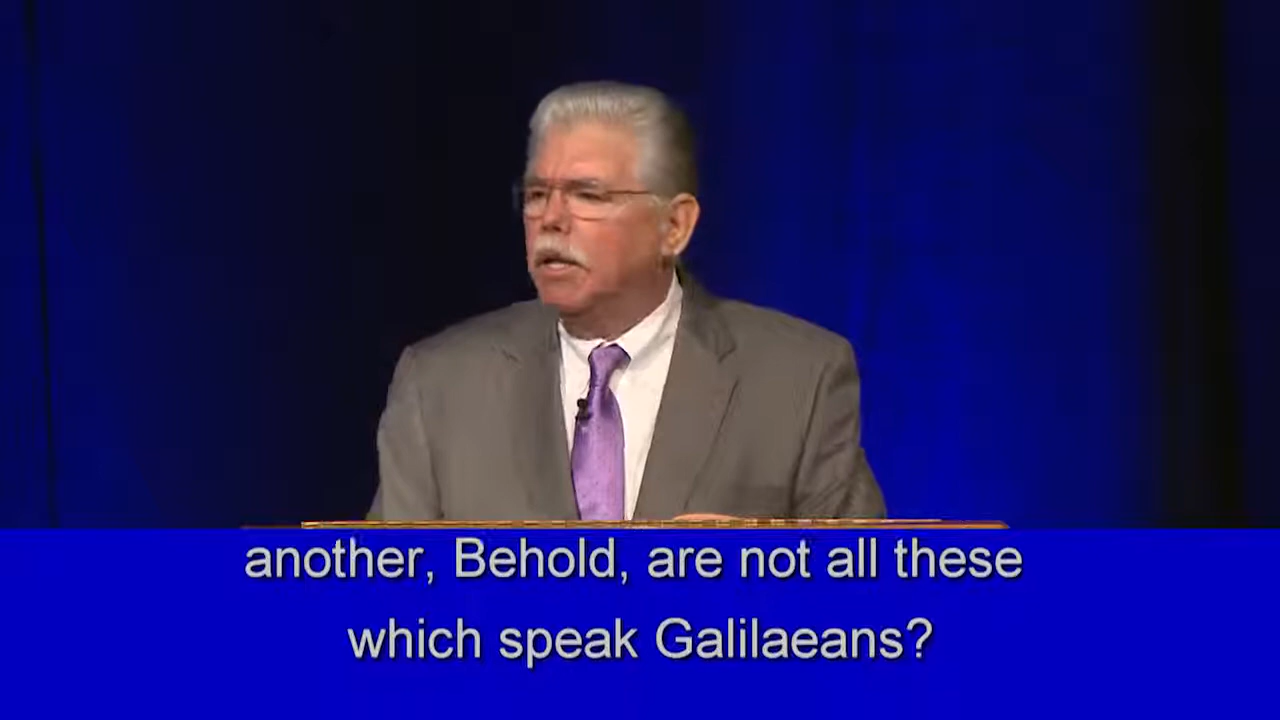 another, Behold, are not all these
which speak Galilaeans?